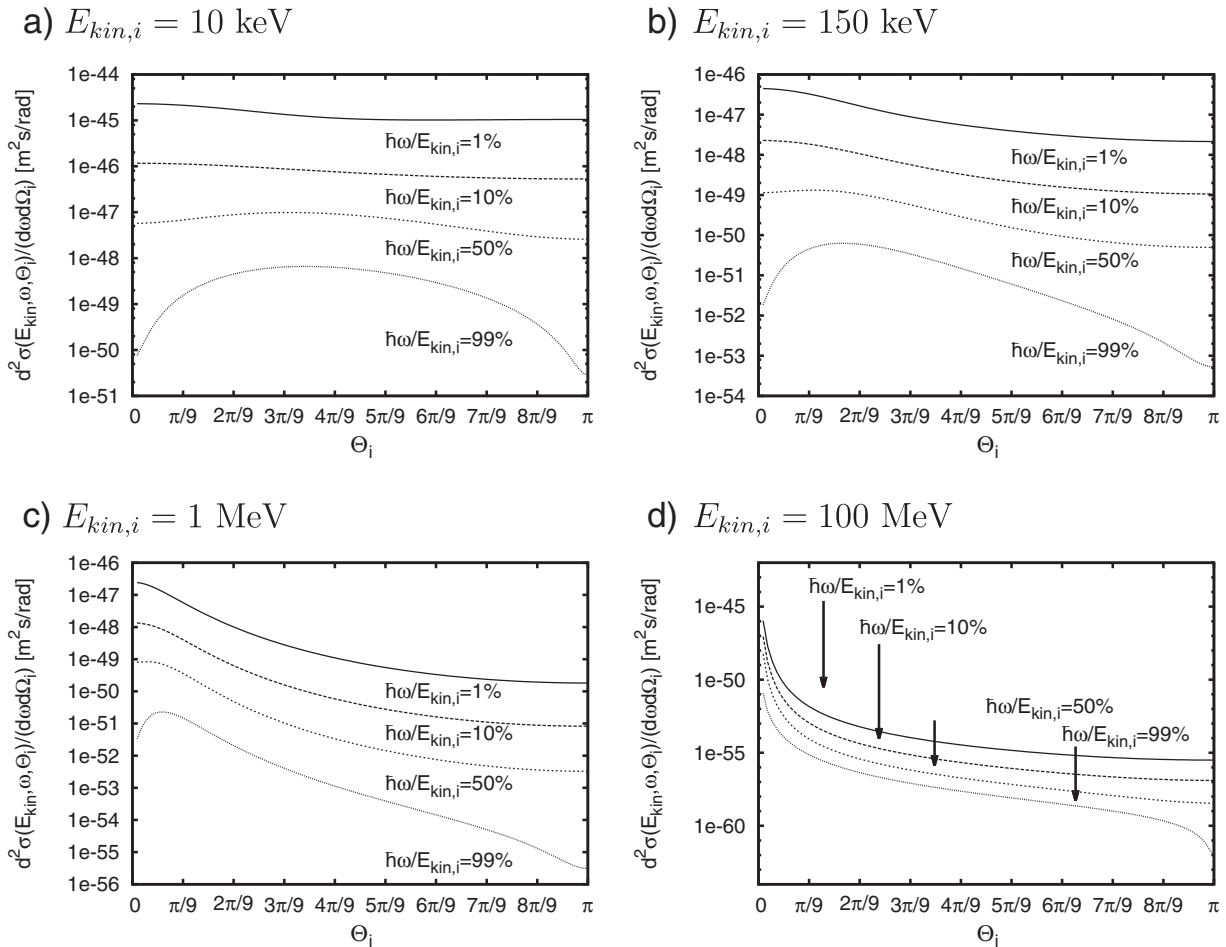 a) E_kin,i = 10 keV
d²σ(E_kin,ω,Θ_i)/(dωdΩ_i) [m²s/rad]
1e-44
1e-45
1e-46
1e-47
1e-48
1e-49
1e-50
1e-51
ħω/E_kin,i=1%
ħω/E_kin,i=10%
ħω/E_kin,i=50%
ħω/E_kin,i=99%
0 π/9 2π/9 3π/9 4π/9 5π/9 6π/9 7π/9 8π/9 π
Θ_i
b) E_kin,i = 150 keV
d²σ(E_kin,ω,Θ_i)/(dωdΩ_i) [m²s/rad]
1e-46
1e-47
1e-48
1e-49
1e-50
1e-51
1e-52
1e-53
1e-54
ħω/E_kin,i=1%
ħω/E_kin,i=10%
ħω/E_kin,i=50%
ħω/E_kin,i=99%
0 π/9 2π/9 3π/9 4π/9 5π/9 6π/9 7π/9 8π/9 π
Θ_i
c) E_kin,i = 1 MeV
d²σ(E_kin,ω,Θ_i)/(dωdΩ_i) [m²s/rad]
1e-46
1e-47
1e-48
1e-49
1e-50
1e-51
1e-52
1e-53
1e-54
1e-55
1e-56
ħω/E_kin,i=1%
ħω/E_kin,i=10%
ħω/E_kin,i=50%
ħω/E_kin,i=99%
0 π/9 2π/9 3π/9 4π/9 5π/9 6π/9 7π/9 8π/9 π
Θ_i
d) E_kin,i = 100 MeV
d²σ(E_kin,ω,Θ_i)/(dωdΩ_i) [m²s/rad]
1e-45
1e-50
1e-55
1e-60
ħω/E_kin,i=1%
ħω/E_kin,i=10%
ħω/E_kin,i=50%
ħω/E_kin,i=99%
0 π/9 2π/9 3π/9 4π/9 5π/9 6π/9 7π/9 8π/9 π
Θ_i